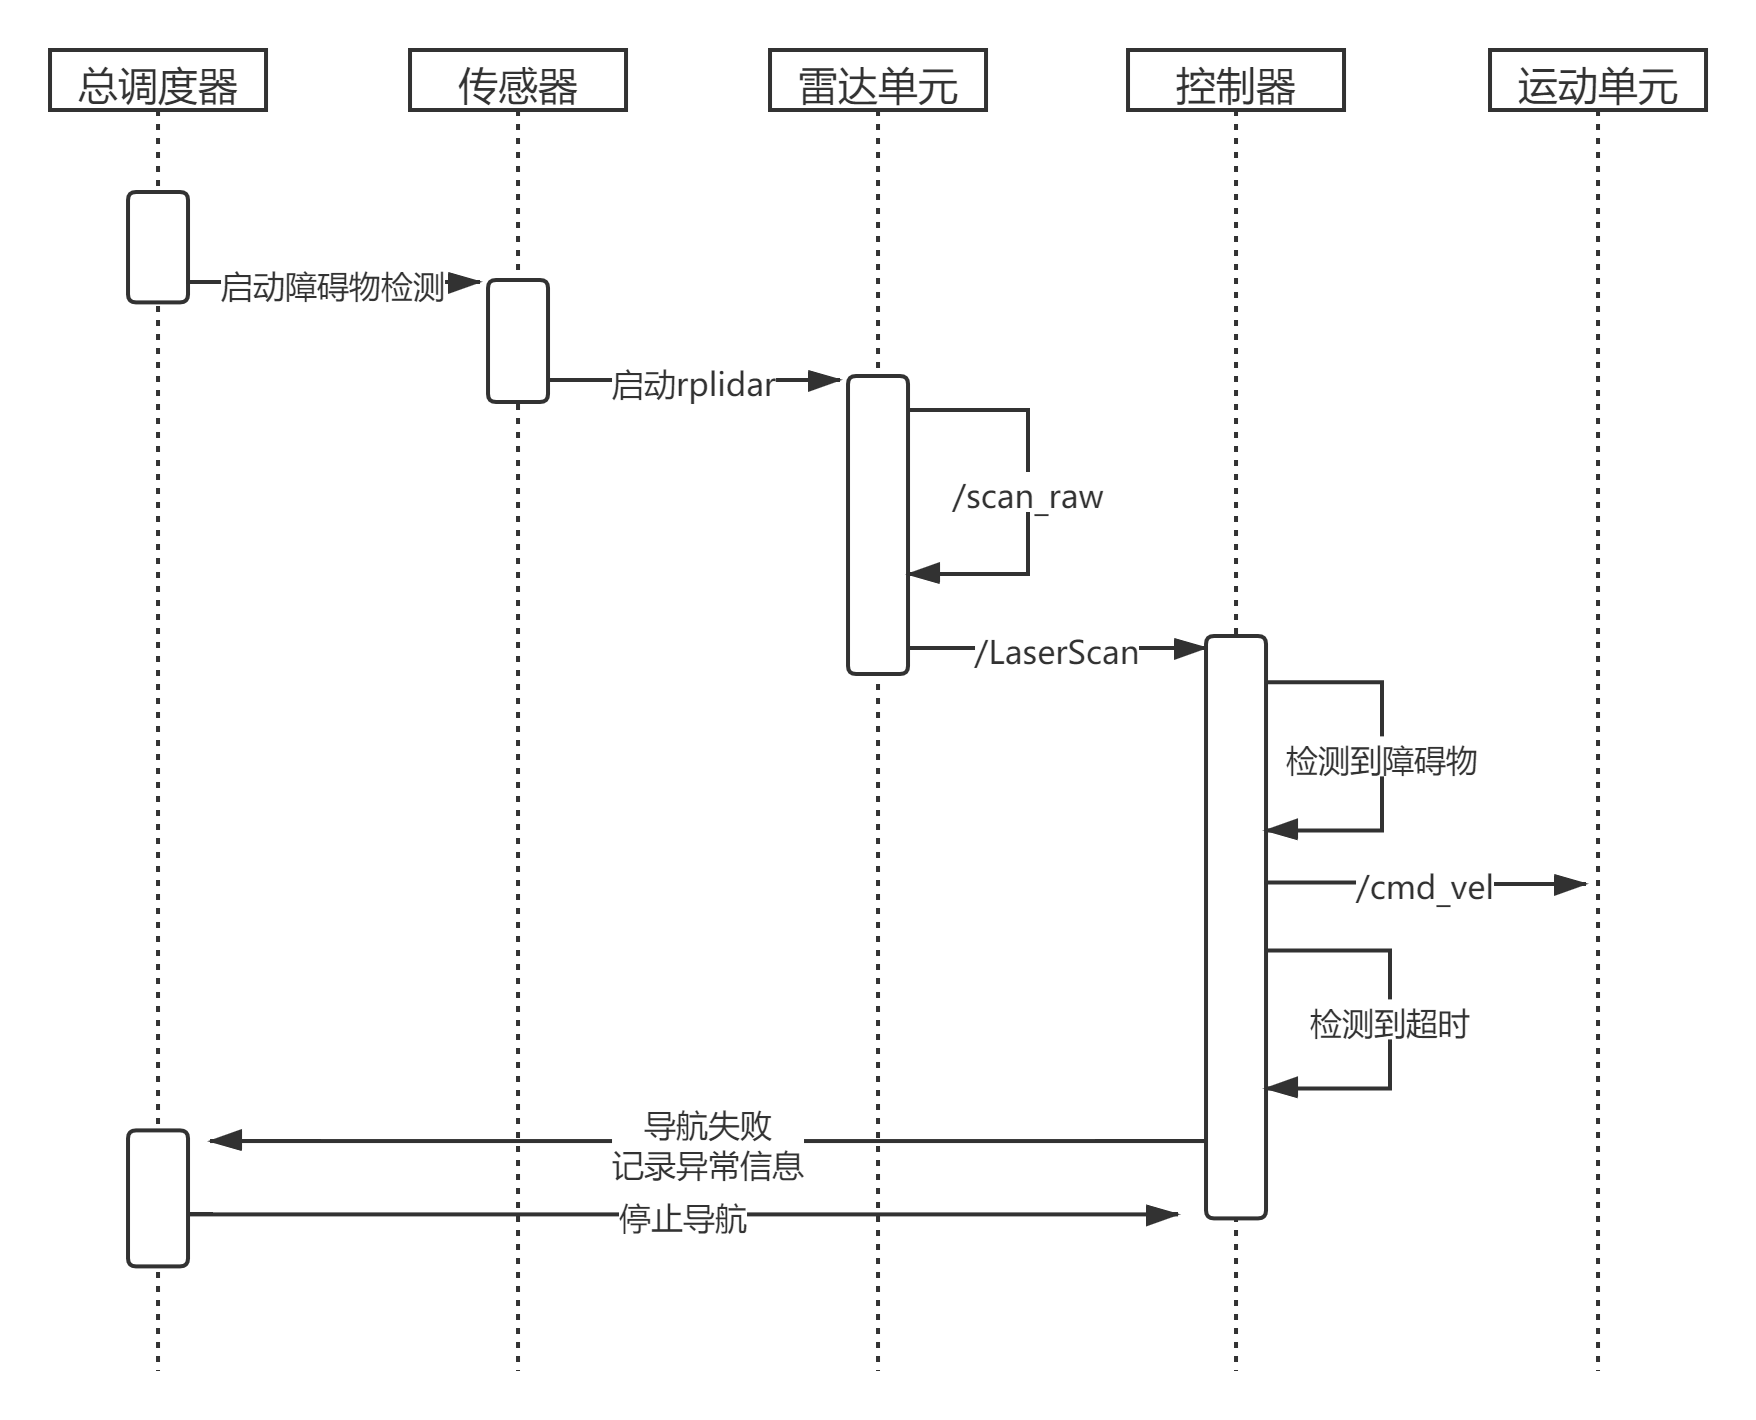 总调度器
传感器
雷达单元
控制器
运动单元
启动障碍物检测
启动rplidar
/scan_raw
/LaserScan
检测到障碍物
/cmd_vel
检测到超时
导航失败
记录异常信息
停止导航